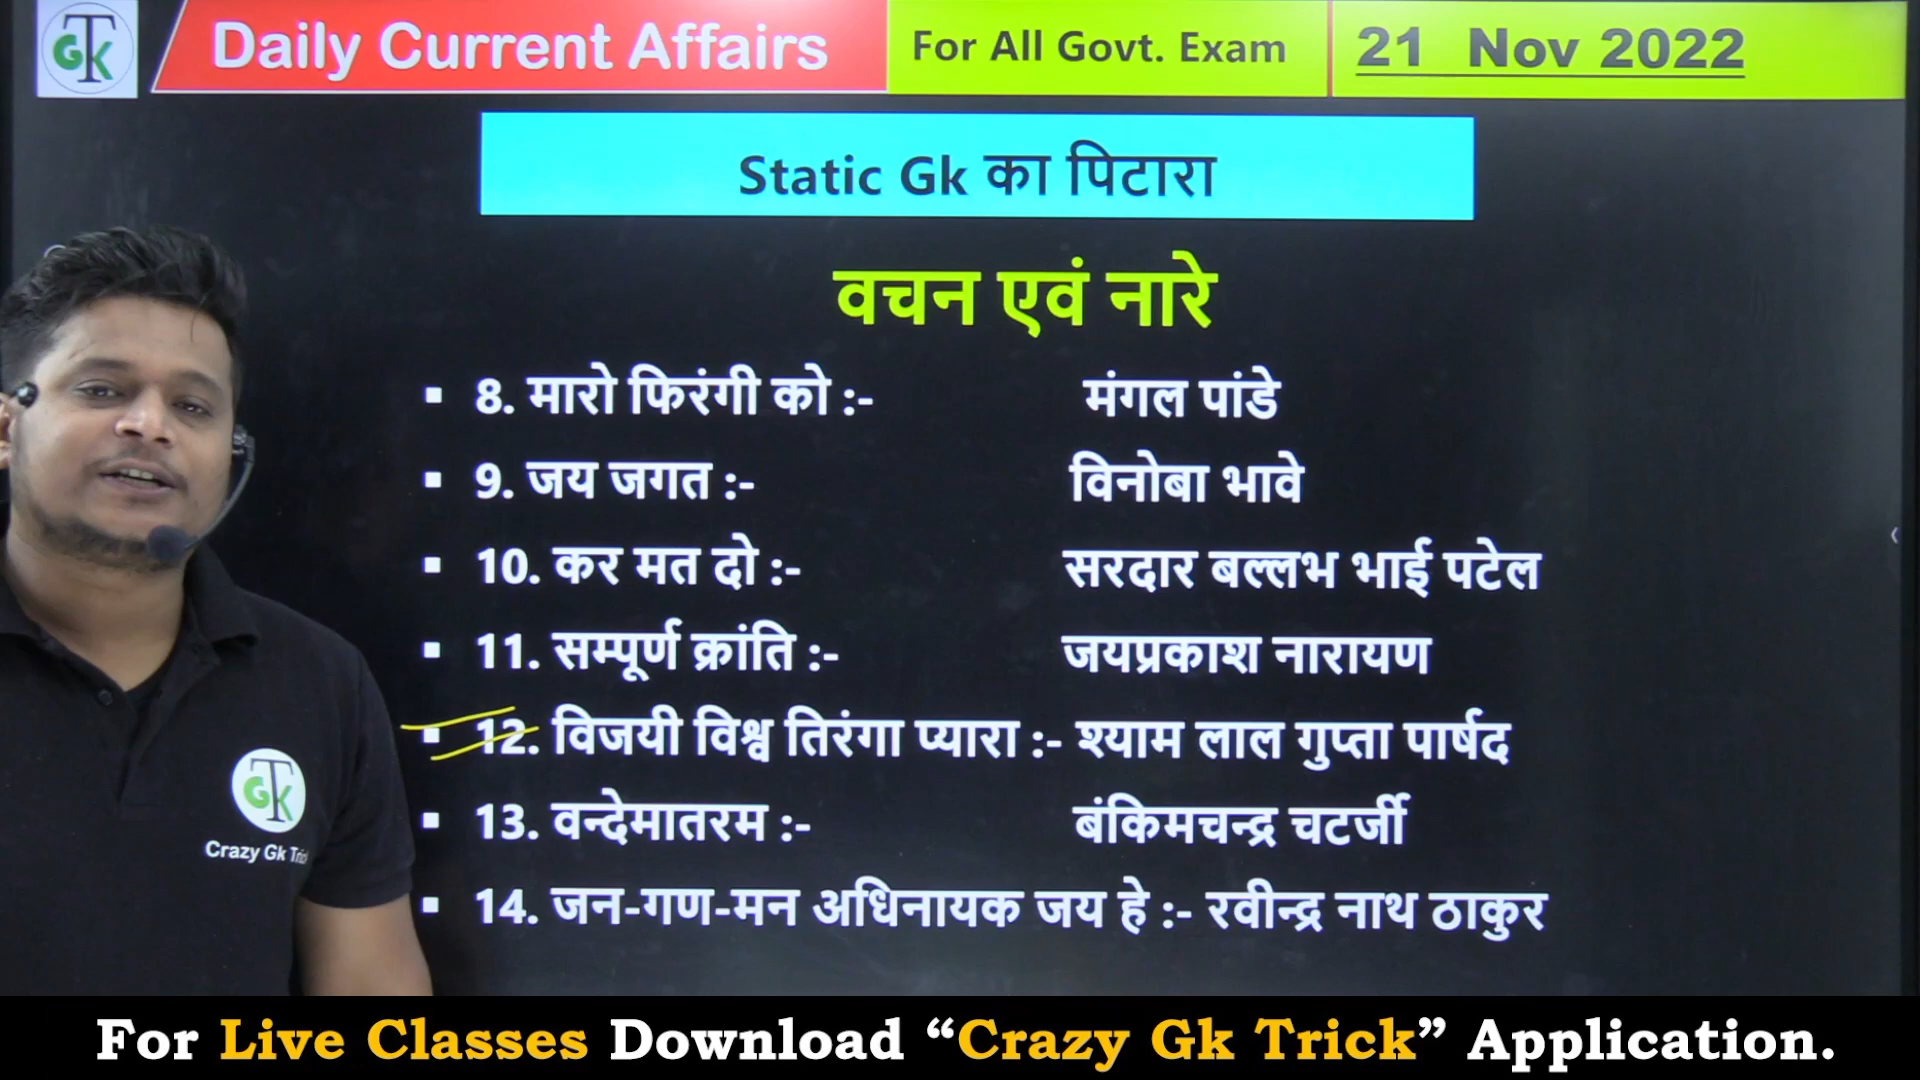 GTK
Daily Current Affairs
For All Govt. Exam
21 Nov 2022
Static Gk का पिटारा
वचन एवं नारे
▪ 8. मारो फिरंगी को :- मंगल पांडे
▪ 9. जय जगत :- विनोबा भावे
▪ 10. कर मत दो :- सरदार बल्लभ भाई पटेल
▪ 11. सम्पूर्ण क्रांति :- जयप्रकाश नारायण
▪ 12. विजयी विश्व तिरंगा प्यारा :- श्याम लाल गुप्ता पार्षद
▪ 13. वन्देमातरम :- बंकिमचन्द्र चटर्जी
▪ 14. जन-गण-मन अधिनायक जय हे :- रवीन्द्र नाथ ठाकुर
GTK
Crazy Gk Tric
For Live Classes Download “Crazy Gk Trick” Application.